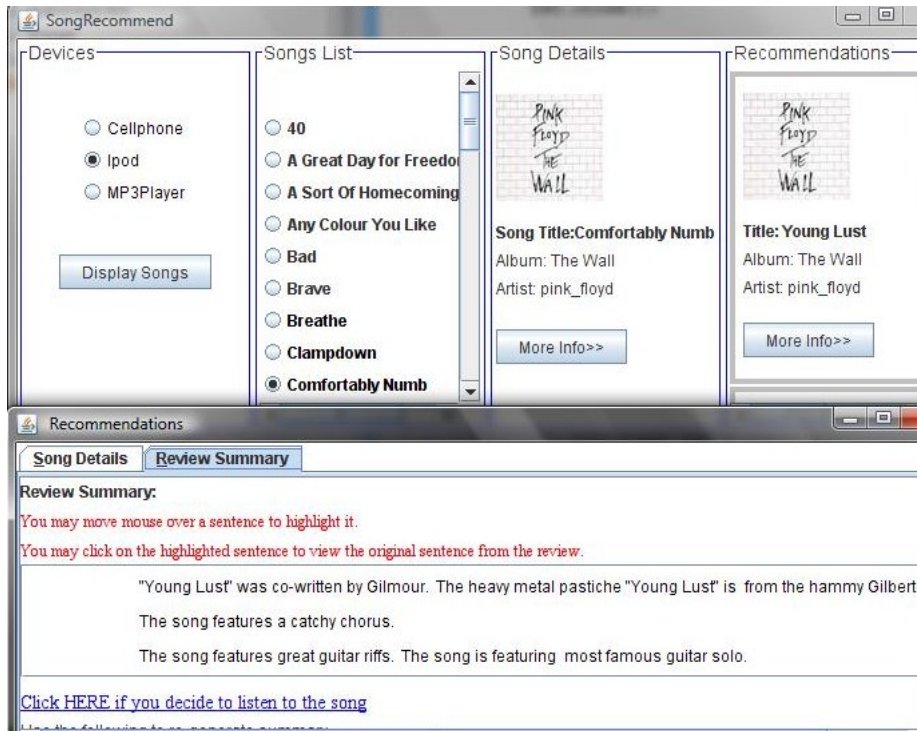 SongRecommend
Devices
Cellphone
Ipod
MP3Player
Display Songs
Songs List
40
A Great Day for Freedo
A Sort Of Homecoming
Any Colour You Like
Bad
Brave
Breathe
Clampdown
Comfortably Numb
Song Details
PINK
FLOYD
THE
WALL
Song Title:Comfortably Numb
Album: The Wall
Artist: pink_floyd
More Info>>
Recommendations
PINK
FLOYD
THE
WALL
Title: Young Lust
Album: The Wall
Artist: pink_floyd
More Info>>
Recommendations
Song Details Review Summary
Review Summary:
You may move mouse over a sentence to highlight it.
You may click on the highlighted sentence to view the original sentence from the review.
"Young Lust" was co-written by Gilmour. The heavy metal pastiche "Young Lust" is from the hammy Gilbert
The song features a catchy chorus.
The song features great guitar riffs. The song is featuring most famous guitar solo.
Click HERE if you decide to listen to the song